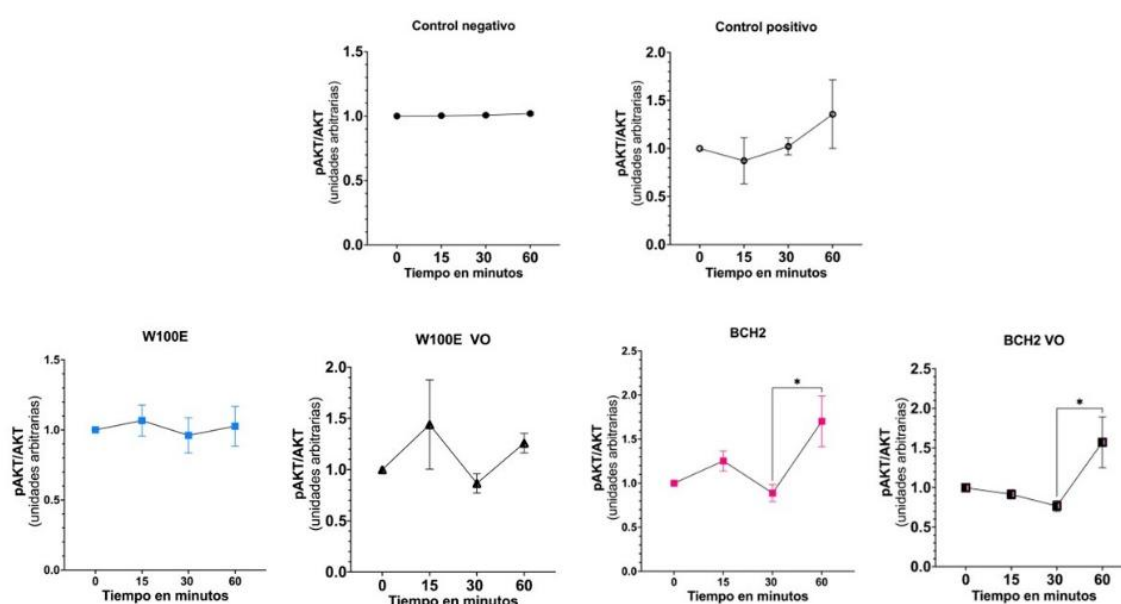 Control negativo
pAKT/AKT
(unidades arbitrarias)
1.5
1.0
0.5
0.0
0 15 30 60
Tiempo en minutos
Control positivo
pAKT/AKT
(unidades arbitrarias)
2.0
1.5
1.0
0.5
0.0
0 15 30 60
Tiempo en minutos
W100E
pAKT/AKT
(unidades arbitrarias)
1.5
1.0
0.5
0.0
0 15 30 60
Tiempo en minutos
W100E VO
pAKT/AKT
(unidades arbitrarias)
2.0
1.5
1.0
0.5
0.0
0 15 30 60
Tiempo en minutos
BCH2
pAKT/AKT
(unidades arbitrarias)
2.5
2.0
1.5
1.0
0.5
0.0
*
0 15 30 60
Tiempo en minutos
BCH2 VO
pAKT/AKT
(unidades arbitrarias)
2.5
2.0
1.5
1.0
0.5
0.0
*
0 15 30 60
Tiempo en minutos